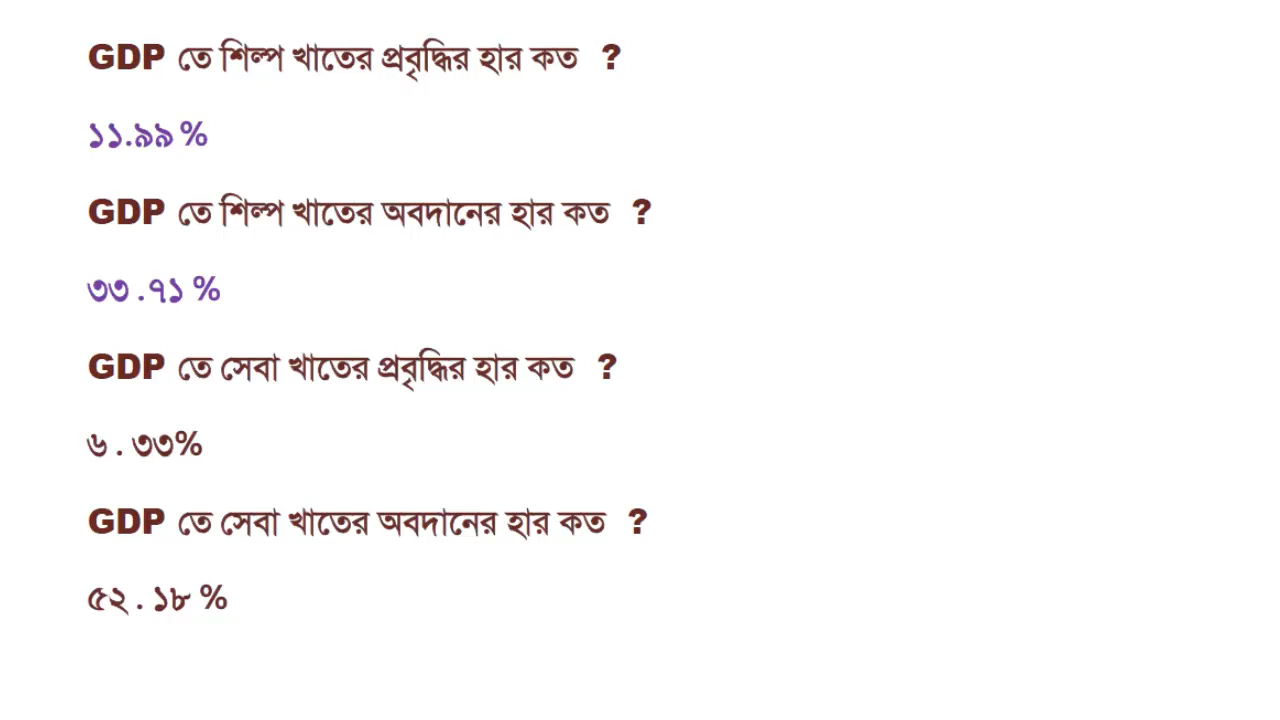 GDP তে শিল্প খাতের প্রবৃদ্ধির হার কত ?
১১.৯৯ %
GDP তে শিল্প খাতের অবদানের হার কত ?
৩৩ .৭১ %
GDP তে সেবা খাতের প্রবৃদ্ধির হার কত ?
৬ . ৩৩%
GDP তে সেবা খাতের অবদানের হার কত ?
৫২ . ১৮ %